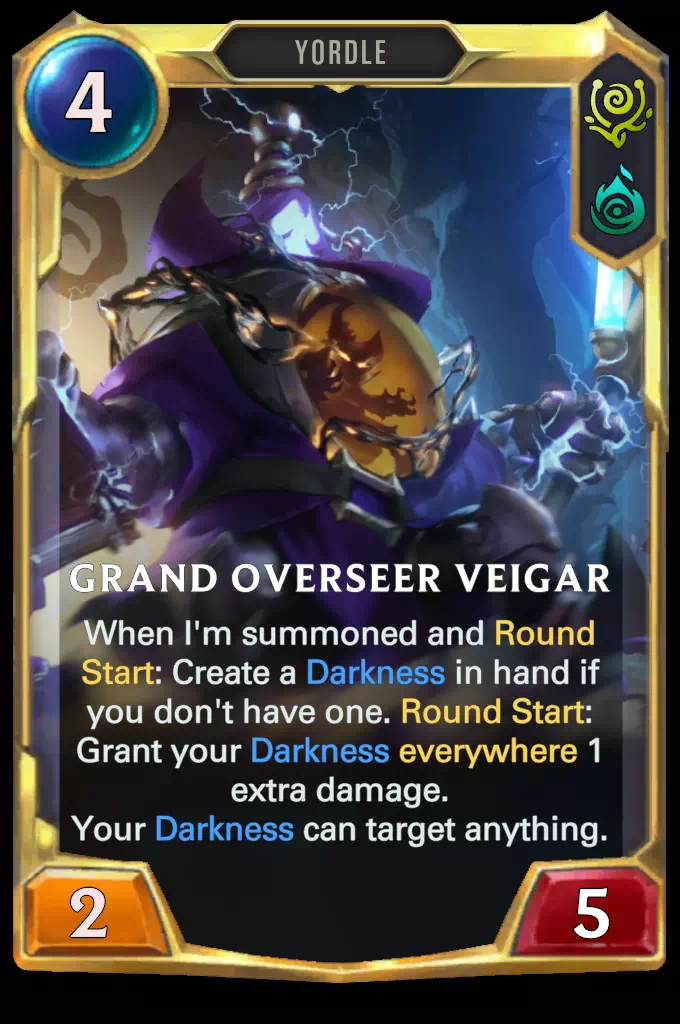 YORDLE
4
GRAND OVERSEER VEIGAR
When I'm summoned and Round
Start: Create a Darkness in hand if
you don't have one. Round Start:
Grant your Darkness everywhere 1
extra damage.
Your Darkness can target anything.
2
5